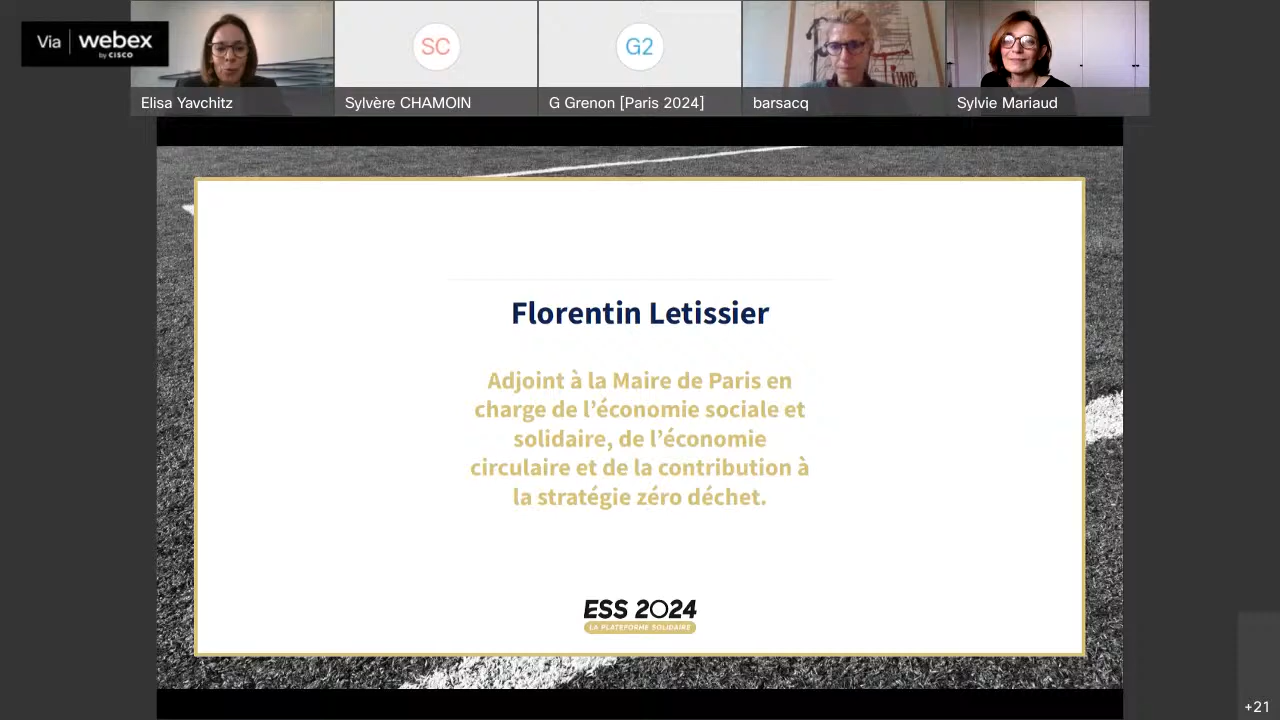 Via webex
by CISCO
SC
G2
Elisa Yavchitz
Sylvère CHAMOIN
G Grenon [Paris 2024]
barsacq
Sylvie Mariaud
Florentin Letissier
Adjoint à la Maire de Paris en
charge de l’économie sociale et
solidaire, de l’économie
circulaire et de la contribution à
la stratégie zéro déchet.
ESS 2024
LA PLATEFORME SOLIDAIRE
+21